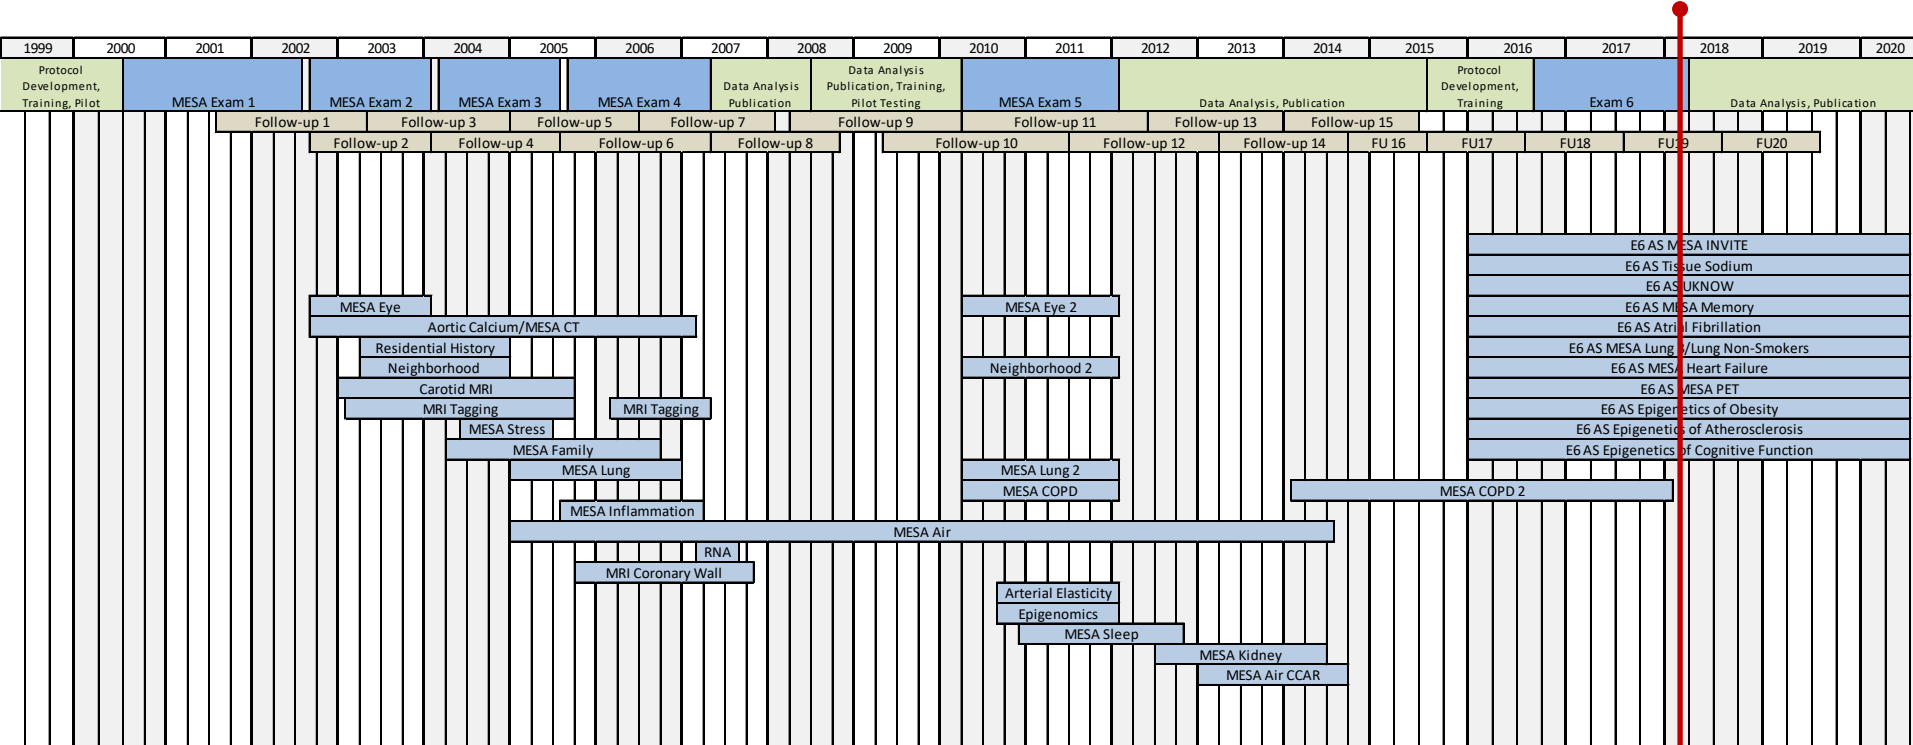 1999 2000 2001 2002 2003 2004 2005 2006 2007 2008 2009 2010 2011 2012 2013 2014 2015 2016 2017 2018 2019 2020
Protocol
Development,
Training, Pilot
MESA Exam 1
MESA Exam 2
MESA Exam 3
MESA Exam 4
Data Analysis
Publication
Data Analysis
Publication, Training,
Pilot Testing
MESA Exam 5
Data Analysis, Publication
Protocol
Development,
Training
Exam 6
Data Analysis, Publication
Follow-up 1 Follow-up 3 Follow-up 5 Follow-up 7 Follow-up 9 Follow-up 11 Follow-up 13 Follow-up 15
Follow-up 2 Follow-up 4 Follow-up 6 Follow-up 8 Follow-up 10 Follow-up 12 Follow-up 14 FU 16 FU17 FU18 FU19 FU20
E6 AS MESA INVITE
E6 AS Tissue Sodium
E6 AS UKNOW
MESA Eye MESA Eye 2 E6 AS MESA Memory
Aortic Calcium/MESA CT E6 AS Atrial Fibrillation
Residential History E6 AS MESA Lung 3/Lung Non-Smokers
Neighborhood Neighborhood 2 E6 AS MESA Heart Failure
Carotid MRI E6 AS MESA PET
MRI Tagging MRI Tagging E6 AS Epigenetics of Obesity
MESA Stress E6 AS Epigenetics of Atherosclerosis
MESA Family E6 AS Epigenetics of Cognitive Function
MESA Lung MESA Lung 2
MESA COPD MESA COPD 2
MESA Inflammation
MESA Air
RNA
MRI Coronary Wall
Arterial Elasticity
Epigenomics
MESA Sleep
MESA Kidney
MESA Air CCAR